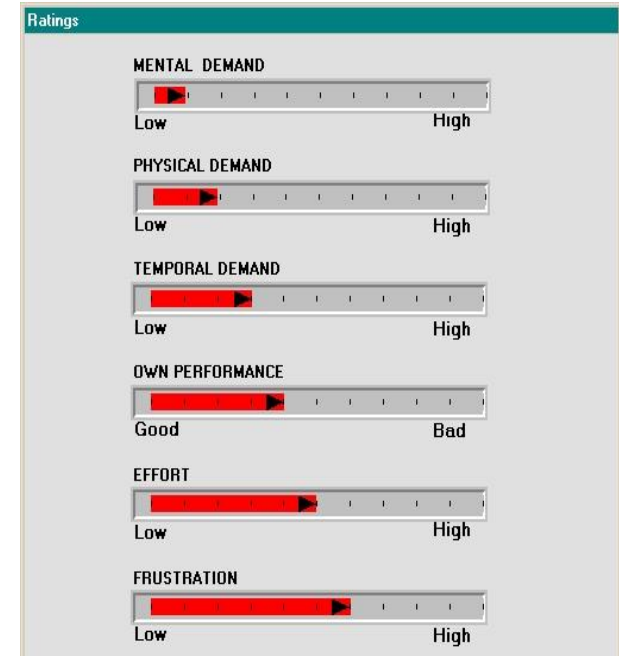 Ratings
MENTAL DEMAND
Low High
PHYSICAL DEMAND
Low High
TEMPORAL DEMAND
Low High
OWN PERFORMANCE
Good Bad
EFFORT
Low High
FRUSTRATION
Low High